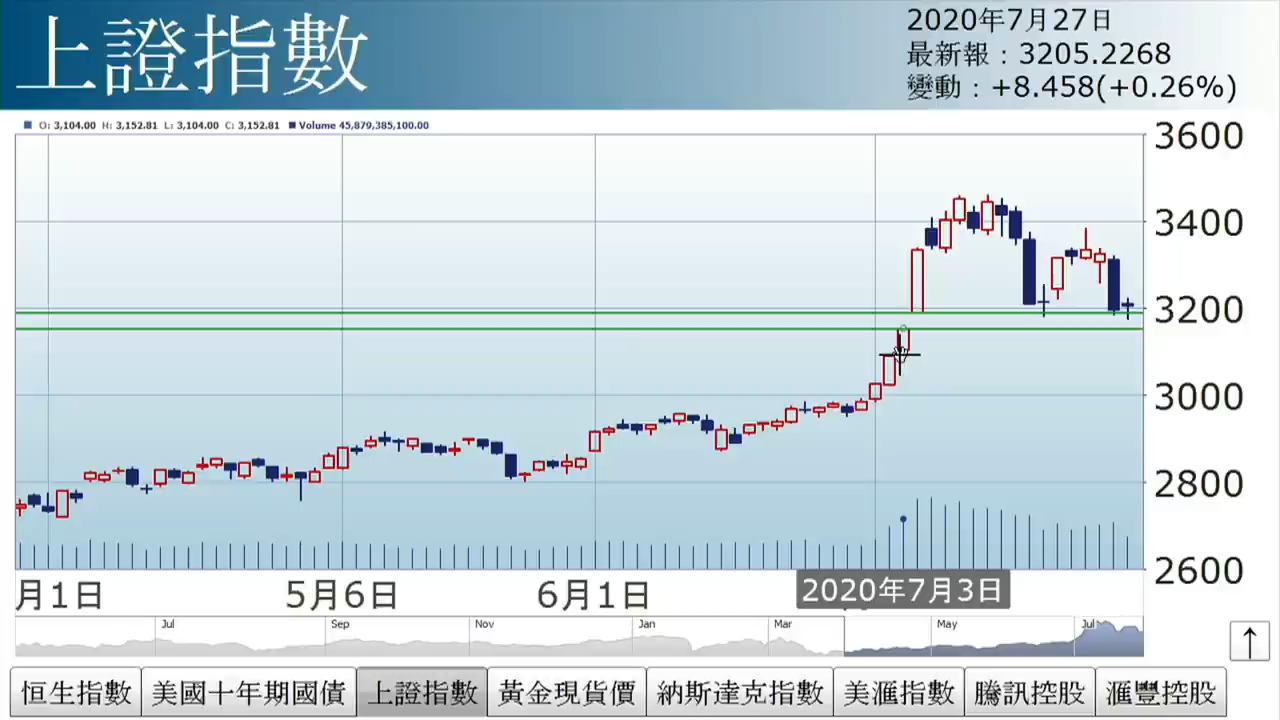 上證指數
2020年7月27日
最新報：3205.2268
變動：+8.458(+0.26%)
O: 3,104.00 H: 3,152.81 L: 3,104.00 C: 3,152.81 Volume 45,879,385,100.00
3600
3400
3200
3000
2800
2600
月1日 5月6日 6月1日 2020年7月3日
Jul Sep Nov Jan Mar May Jul
↑
恒生指數 美國十年期國債 上證指數 黃金現貨價 納斯達克指數 美滙指數 騰訊控股 滙豐控股